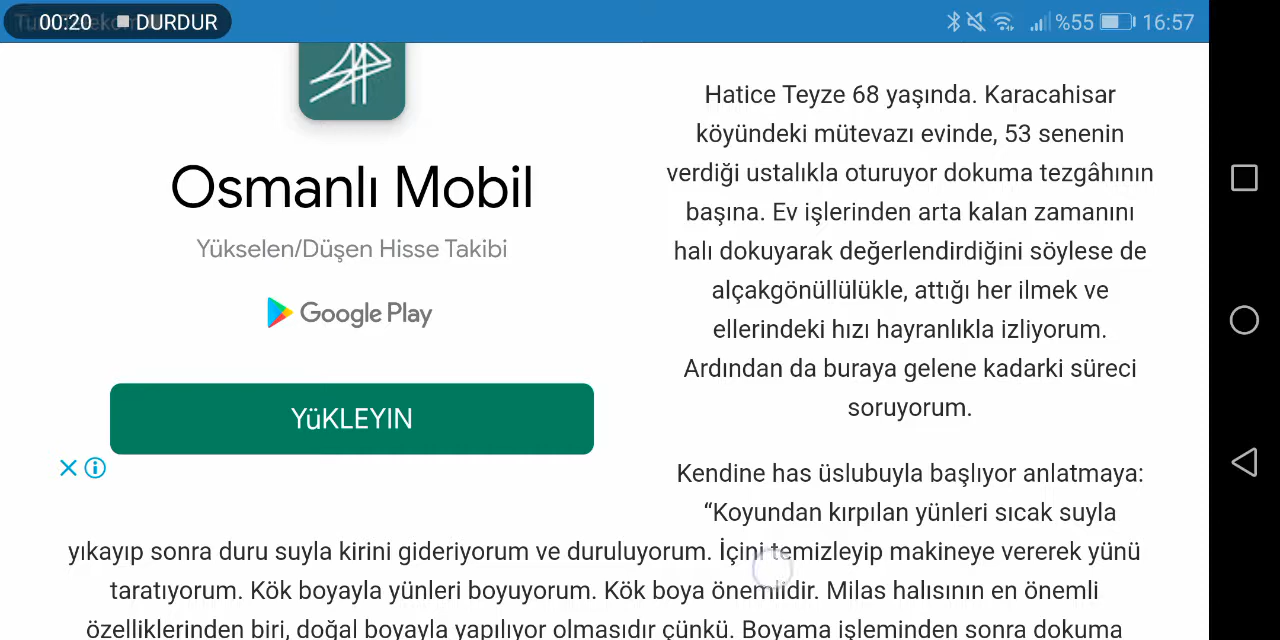 00:20 DURDUR
%55 16:57
Osmanlı Mobil
Yükselen/Düşen Hisse Takibi
Google Play
YüKLEYIN
Hatice Teyze 68 yaşında. Karacahisar
köyündeki mütevazı evinde, 53 senenin
verdiği ustalıkla oturuyor dokuma tezgâhının
başına. Ev işlerinden arta kalan zamanını
halı dokuyarak değerlendirdiğini söylese de
alçakgönüllülükle, attığı her ilmek ve
ellerindeki hızı hayranlıkla izliyorum.
Ardından da buraya gelene kadarki süreci
soruyorum.
Kendine has üslubuyla başlıyor anlatmaya:
“Koyundan kırpılan yünleri sıcak suyla
yıkayıp sonra duru suyla kirini gideriyorum ve duruluyorum. İçini temizleyip makineye vererek yünü
taratıyorum. Kök boyayla yünleri boyuyorum. Kök boya önemlidir. Milas halısının en önemli
özelliklerinden biri, doğal boyayla yapılıyor olmasıdır çünkü. Boyama işleminden sonra dokuma